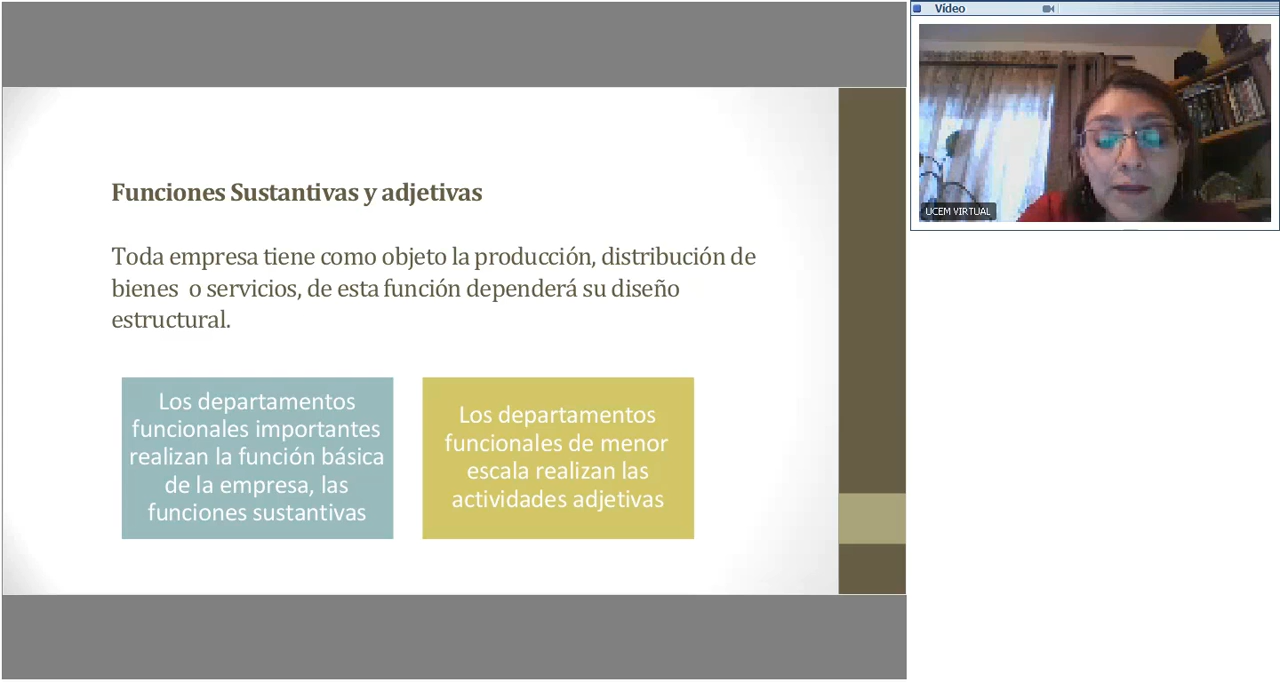 Vídeo
UCEM VIRTUAL
Funciones Sustantivas y adjetivas
Toda empresa tiene como objeto la producción, distribución de
bienes o servicios, de esta función dependerá su diseño
estructural.
Los departamentos
funcionales importantes
realizan la función básica
de la empresa, las
funciones sustantivas
Los departamentos
funcionales de menor
escala realizan las
actividades adjetivas